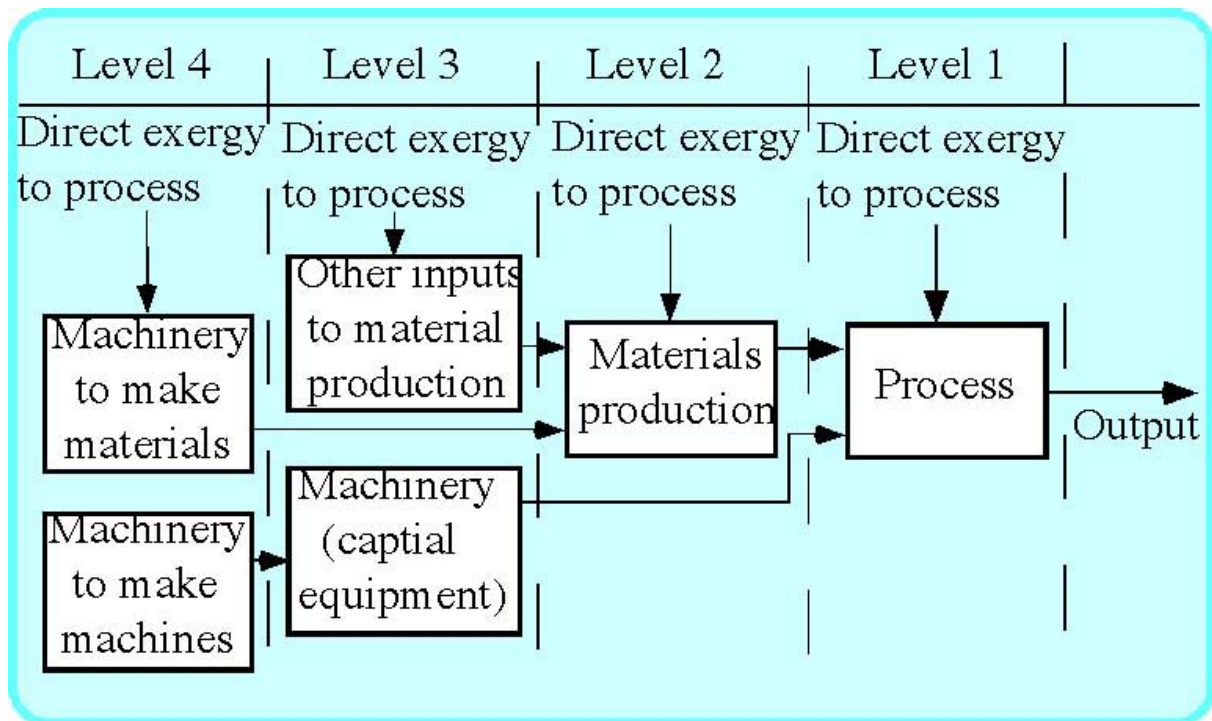 Level 4
Level 3
Level 2
Level 1
Direct exergy
to process
Direct exergy
to process
Direct exergy
to process
Direct exergy
to process
Other inputs
to material
production
Machinery
to make
materials
Materials
production
Process
Output
Machinery
(captial
equipment)
Machinery
to make
machines